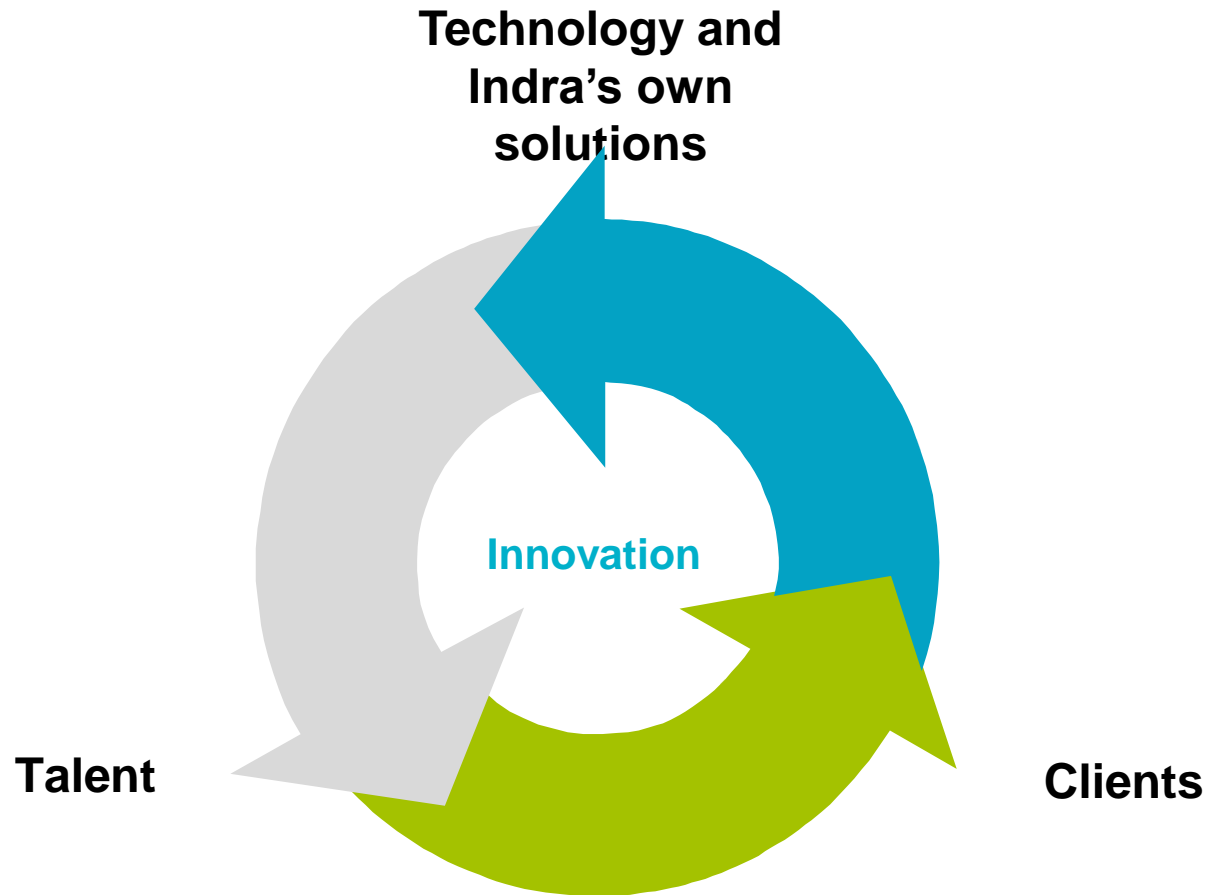 Technology and
Indra’s own
solutions
Innovation
Talent
Clients